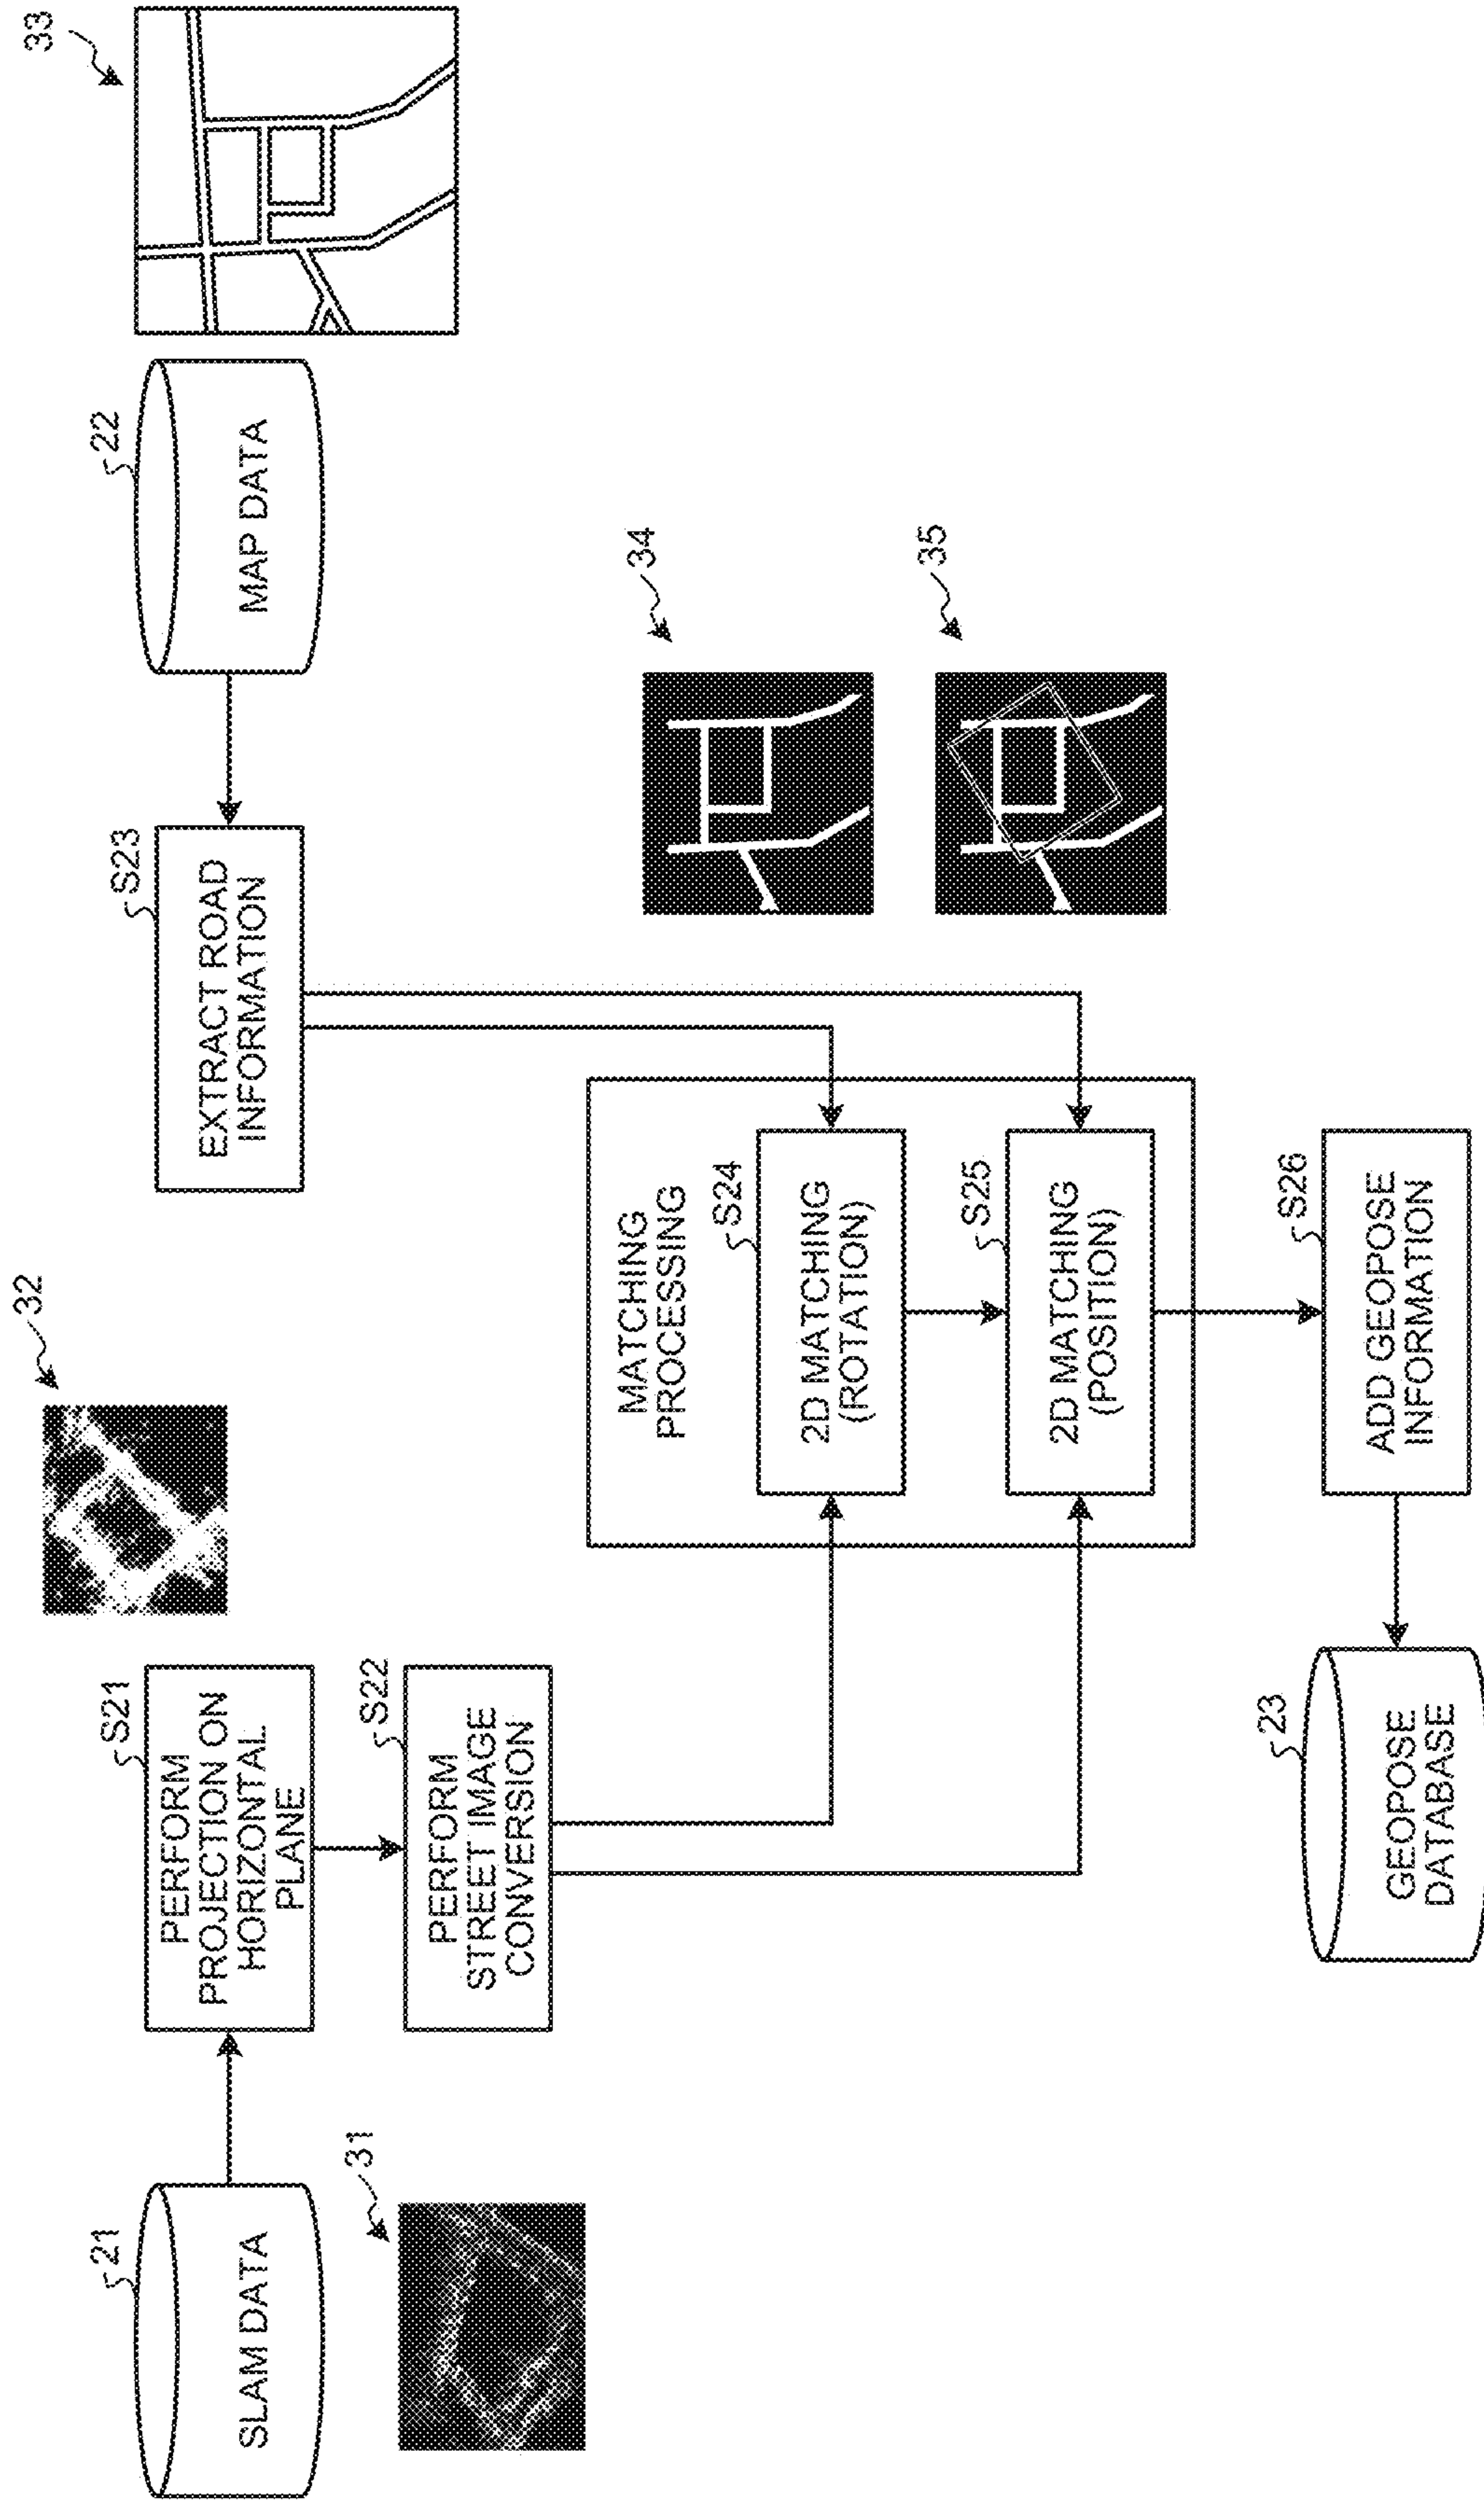 21
SLAM DATA
31
S21
PERFORM
PROJECTION ON
HORIZONTAL
PLANE
32
S22
PERFORM
STREET IMAGE
CONVERSION
S23
EXTRACT ROAD
INFORMATION
22
MAP DATA
33
MATCHING
PROCESSING
S24
2D MATCHING
(ROTATION)
34
S25
2D MATCHING
(POSITION)
35
S26
ADD GEOPOSE
INFORMATION
23
GEOPOSE
DATABASE